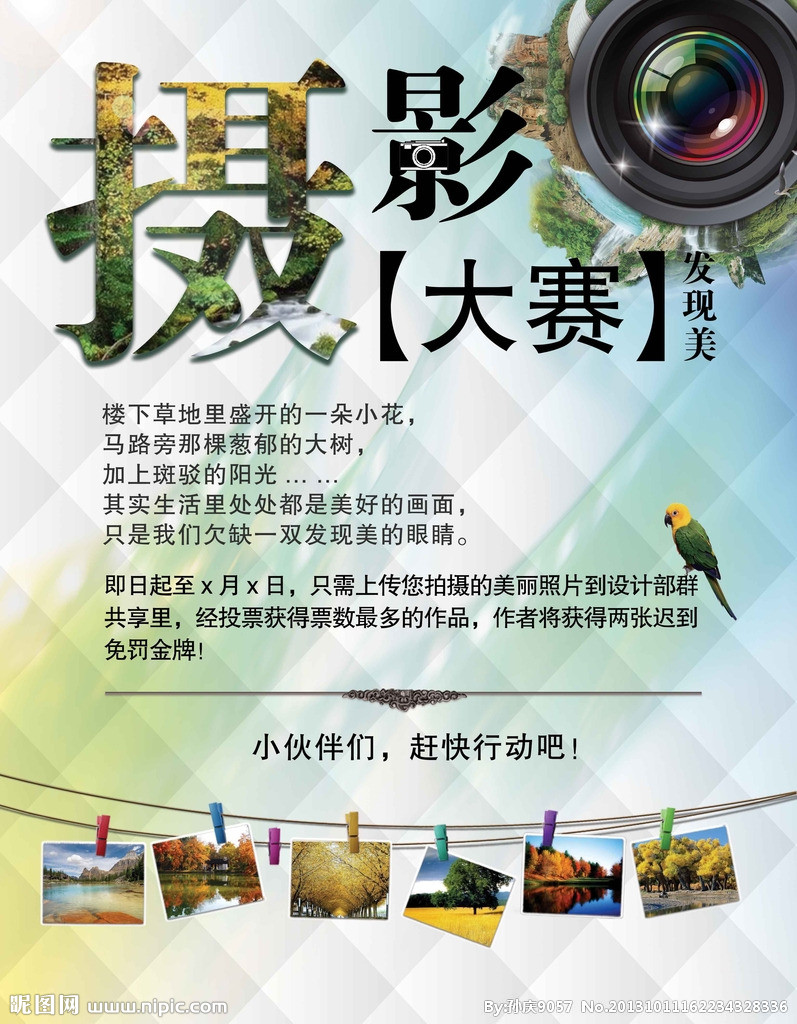 摄影
【大赛】
发现美
楼下草地里盛开的一朵小花，
马路旁那棵葱郁的大树，
加上斑驳的阳光... ...
其实生活里处处都是美好的画面，
只是我们欠缺一双发现美的眼睛。
即日起至x月x日，只需上传您拍摄的美丽照片到设计部群
共享里，经投票获得票数最多的作品，作者将获得两张迟到
免罚金牌！
小伙伴们，赶快行动吧！
昵图网 www.nipic.com
By:孙庆9057 No.20131011162234328336